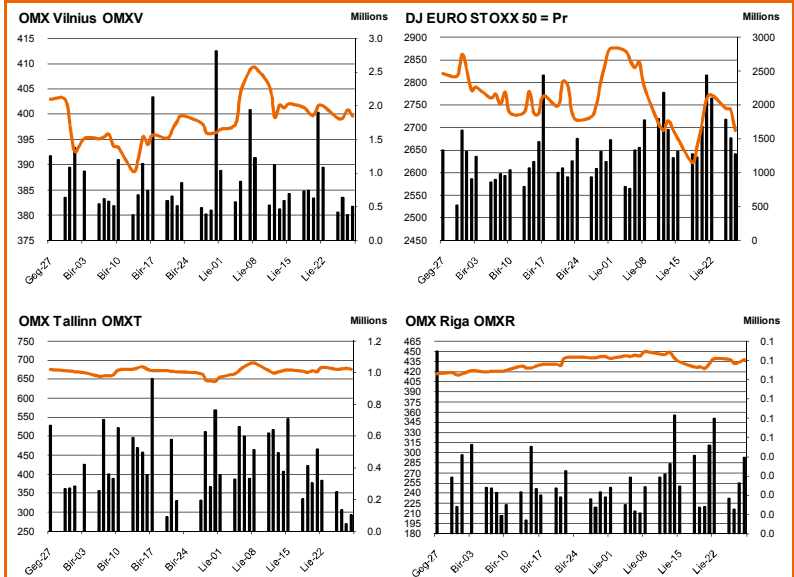 OMX Vilnius OMXV
Millions
415
410
405
400
395
390
385
380
375
3.0
2.5
2.0
1.5
1.0
0.5
0.0
Geg-27
Bir-03
Bir-10
Bir-17
Bir-24
Lie-01
Lie-08
Lie-15
Lie-22
DJ EURO STOXX 50 = Pr
Millions
2900
2850
2800
2750
2700
2650
2600
2550
2500
2450
3000
2500
2000
1500
1000
500
0
Geg-27
Bir-03
Bir-10
Bir-17
Bir-24
Lie-01
Lie-08
Lie-15
Lie-22
OMX Tallinn OMXT
Millions
750
700
650
600
550
500
450
400
350
300
250
1.2
1.0
0.8
0.6
0.4
0.2
0.0
Geg-27
Bir-03
Bir-10
Bir-17
Bir-24
Lie-01
Lie-08
Lie-15
Lie-22
OMX Riga OMXR
Millions
465
450
435
420
405
390
375
360
345
330
315
300
285
270
255
240
225
210
195
180
0.1
0.1
0.1
0.1
0.1
0.1
0.0
0.0
0.0
0.0
0.0
Geg-27
Bir-03
Bir-10
Bir-17
Bir-24
Lie-01
Lie-08
Lie-15
Lie-22